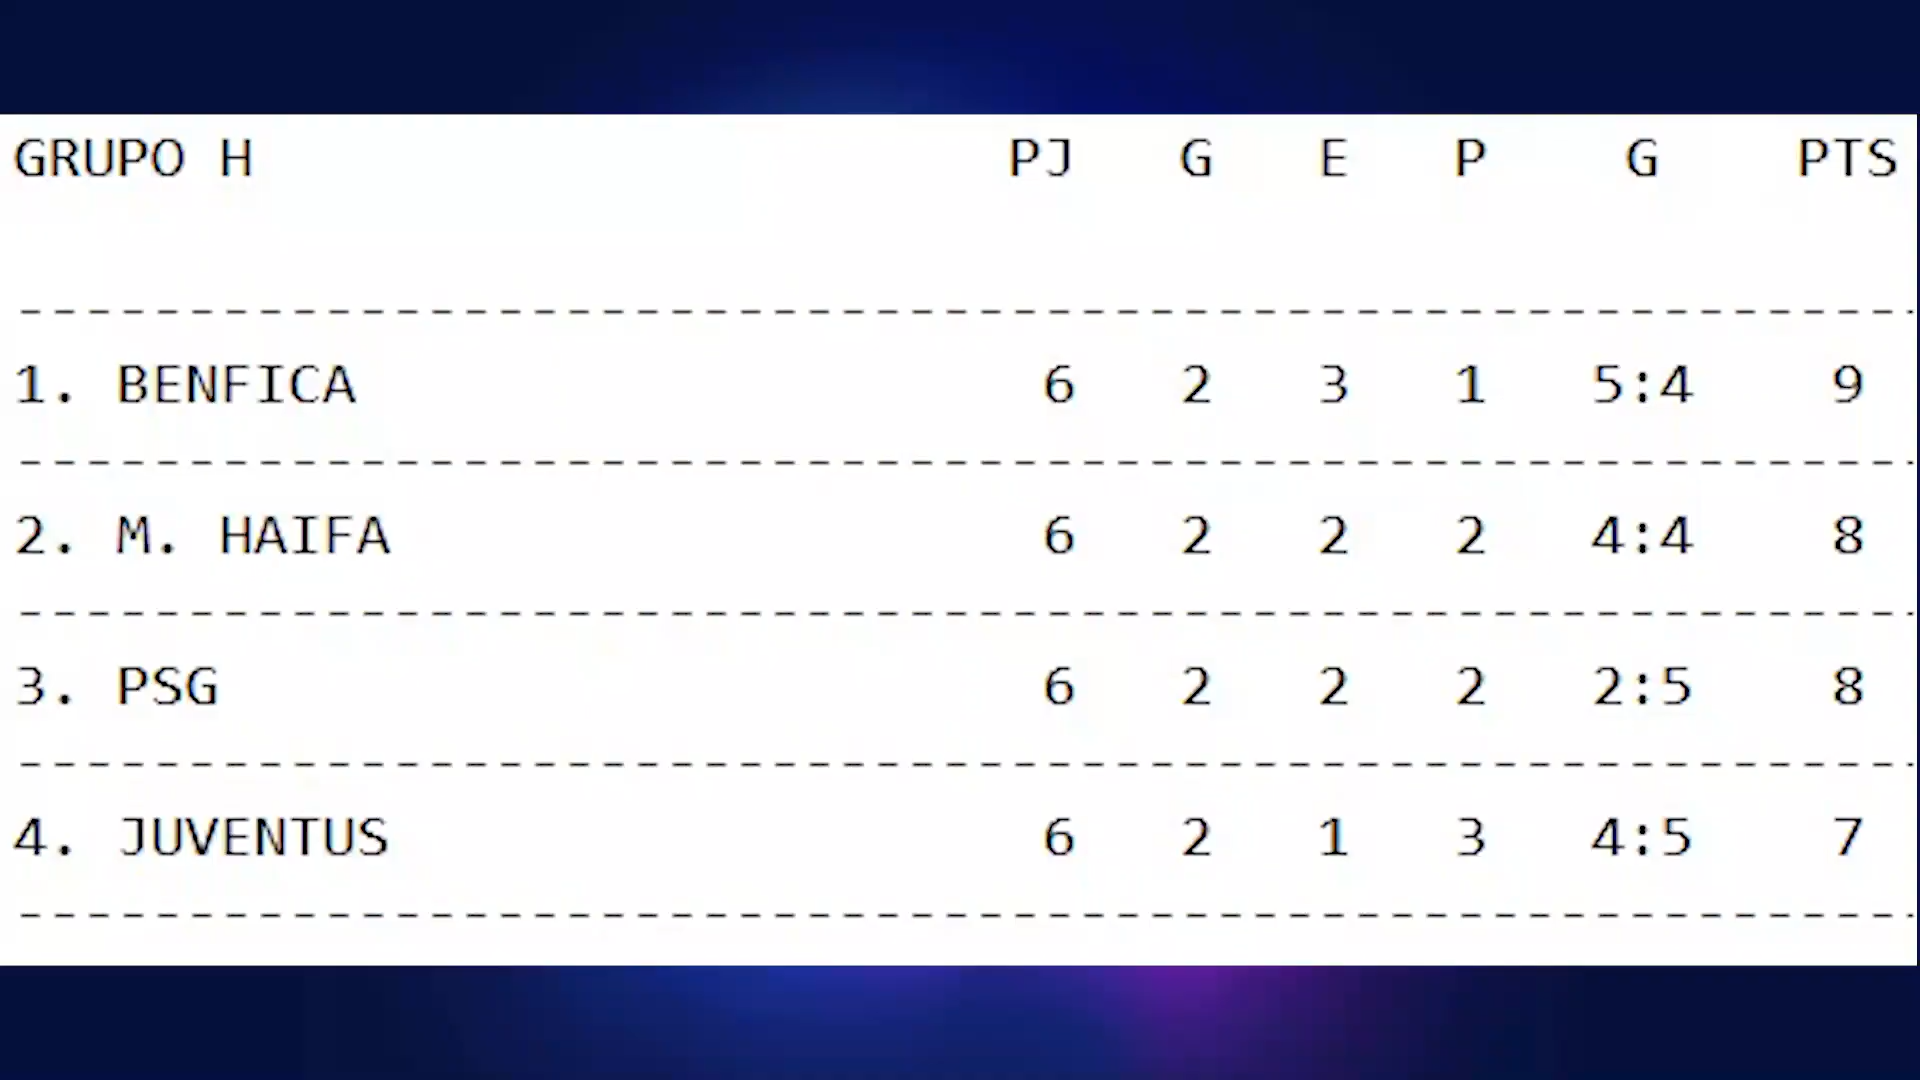 GRUPO H PJ G E P G PTS
1. BENFICA 6 2 3 1 5:4 9
2. M. HAIFA 6 2 2 2 4:4 8
3. PSG 6 2 2 2 2:5 8
4. JUVENTUS 6 2 1 3 4:5 7